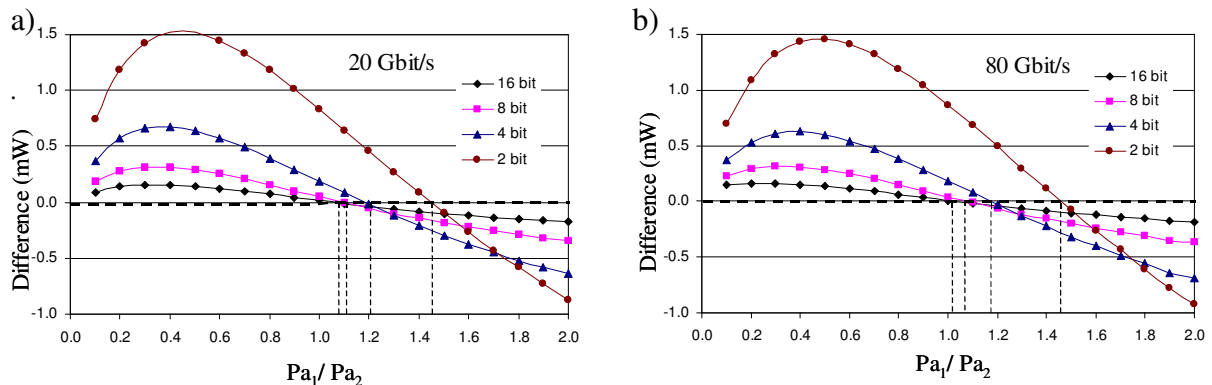 a)
20 Gbit/s
1.5
1.0
0.5
0.0
-0.5
-1.0
Difference (mW)
16 bit
8 bit
4 bit
2 bit
0.0 0.2 0.4 0.6 0.8 1.0 1.2 1.4 1.6 1.8 2.0
Pa1/ Pa2
b)
80 Gbit/s
1.5
1.0
0.5
0.0
-0.5
-1.0
Difference (mW)
16 bit
8 bit
4 bit
2 bit
0.0 0.2 0.4 0.6 0.8 1.0 1.2 1.4 1.6 1.8 2.0
Pa1/ Pa2